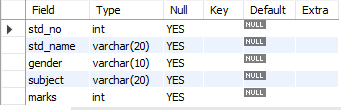 Field Type Null Key Default Extra
std_no int YES NULL
std_name varchar(20) YES NULL
gender varchar(10) YES NULL
subject varchar(20) YES NULL
marks int YES NULL